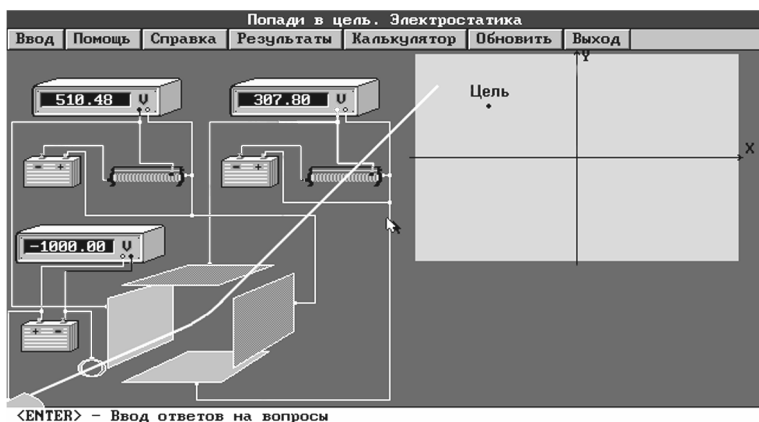 Попади в цель. Электростатика
Ввод Помощь Справка Результаты Калькулятор Обновить Выход
510.48 V
307.80 V
Y
Цель
X
-1000.00 V
- +
- +
+ -
<ENTER> - Ввод ответов на вопросы